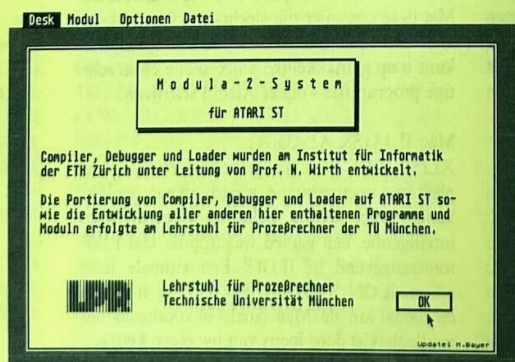 Desk Modul Optionen Datei
Modula-2-System
für ATARI ST
Compiler, Debugger und Loader wurden am Institut für Informatik
der ETH Zürich unter Leitung von Prof. N. Wirth entwickelt.
Die Portierung von Compiler, Debugger und Loader auf ATARI ST so-
wie die Entwicklung aller anderen hier enthaltenen Programme und
Moduln erfolgte am Lehrstuhl für Prozeßrechner der TU München.
Lehrstuhl für Prozeßrechner
Technische Universität München
OK
Update: M.Bayer